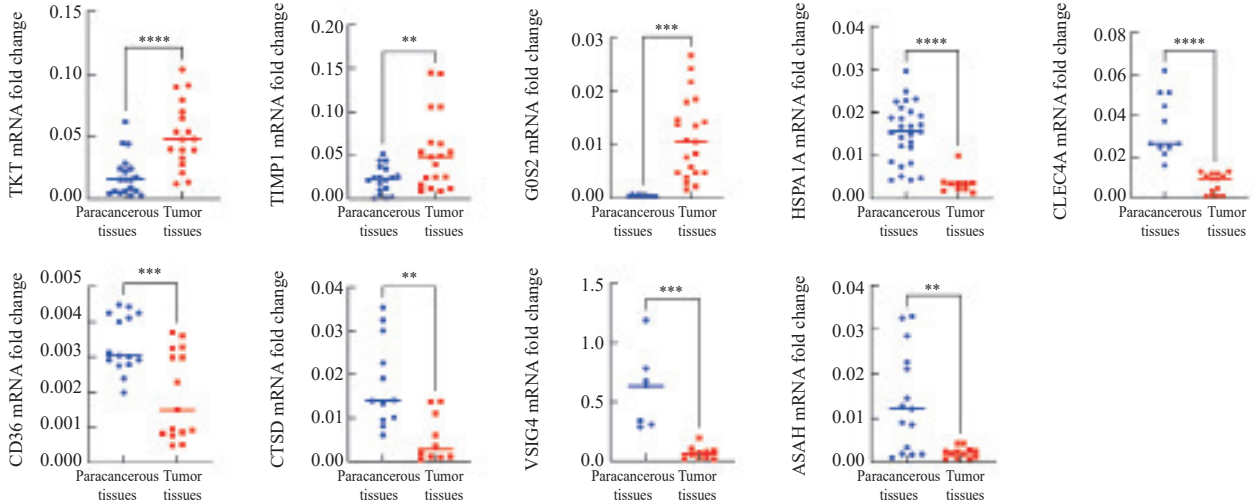 TKT mRNA fold change
0.15
0.10
0.05
0.00
****
Paracancerous Tumor
tissues tissues
TIMP1 mRNA fold change
0.20
0.15
0.10
0.05
0.00
**
Paracancerous Tumor
tissues tissues
G0S2 mRNA fold change
0.03
0.02
0.01
0.00
***
Paracancerous Tumor
tissues tissues
HSPA1A mRNA fold change
0.04
0.03
0.02
0.01
0.00
****
Paracancerous Tumor
tissues tissues
CLEC4A mRNA fold change
0.08
0.06
0.04
0.02
0.00
****
Paracancerous Tumor
tissues tissues
CD36 mRNA fold change
0.005
0.004
0.003
0.002
0.001
0.000
***
Paracancerous Tumor
tissues tissues
CTSD mRNA fold change
0.04
0.03
0.02
0.01
0.00
**
Paracancerous Tumor
tissues tissues
VSIG4 mRNA fold change
1.5
1.0
0.5
0.0
***
Paracancerous Tumor
tissues tissues
ASAH mRNA fold change
0.04
0.03
0.02
0.01
0.00
**
Paracancerous Tumor
tissues tissues